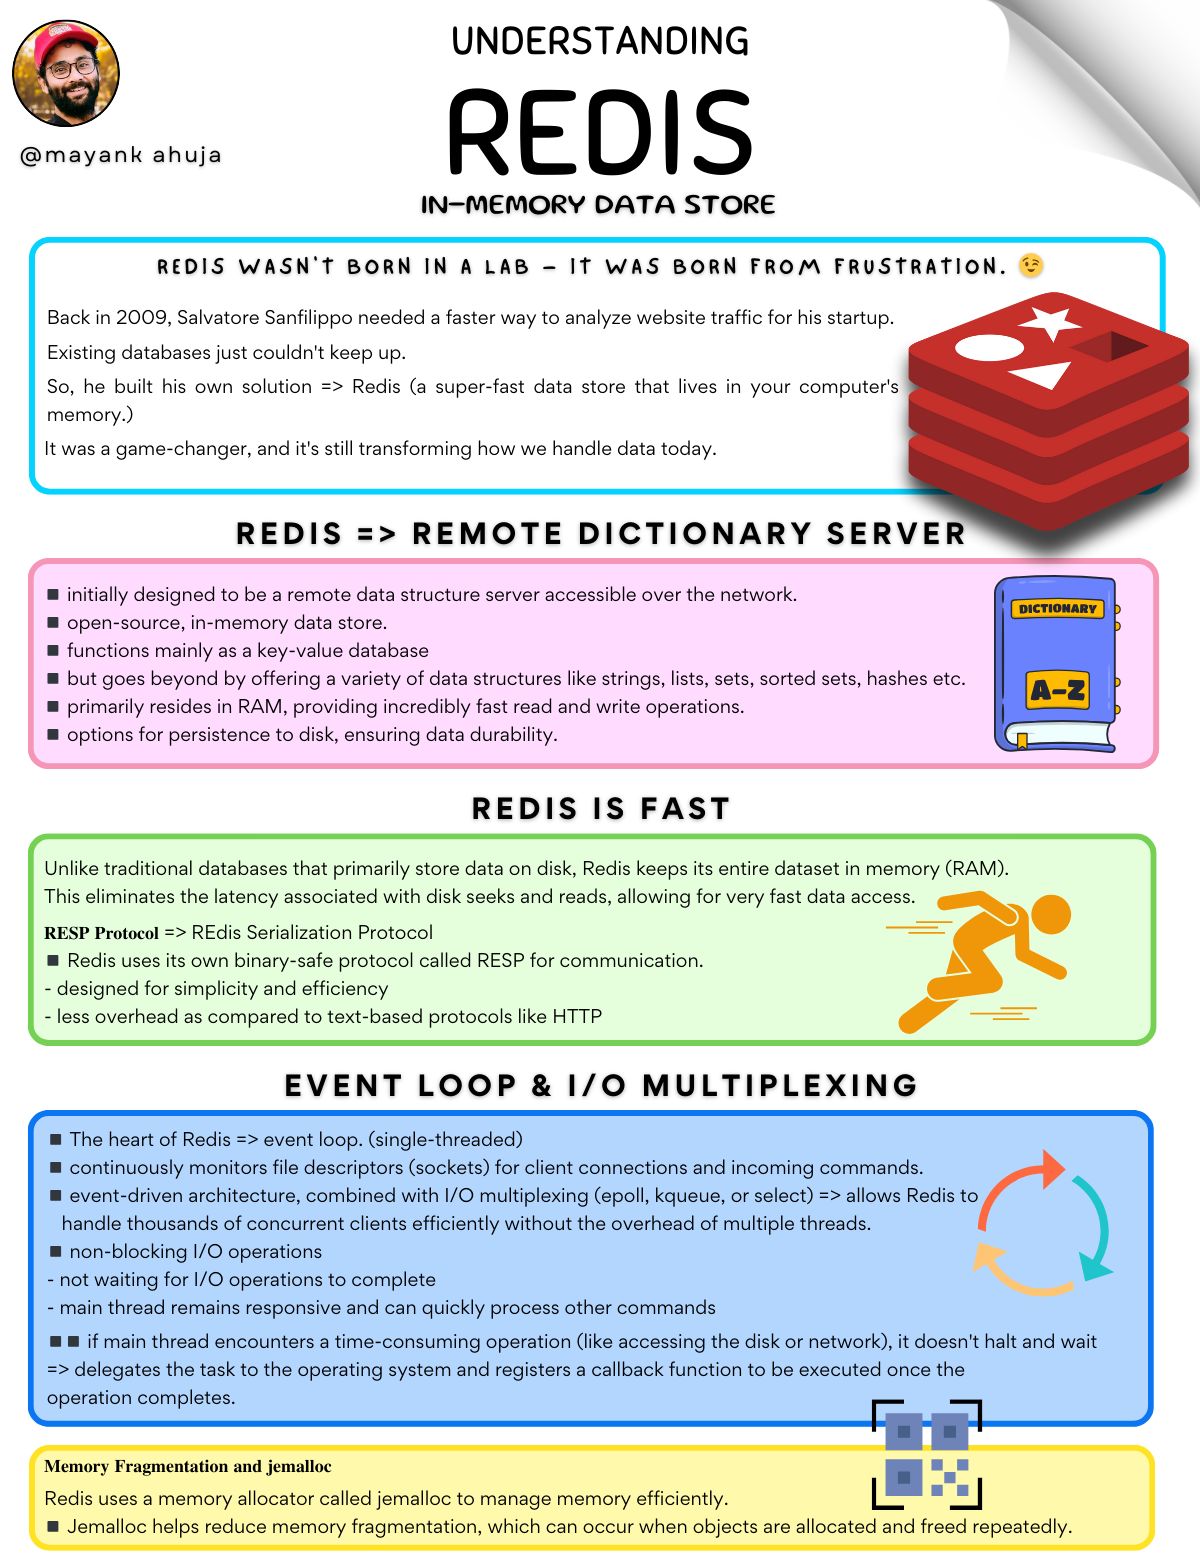 UNDERSTANDING
REDIS
IN-MEMORY DATA STORE
@mayank ahuja
REDIS WASN'T BORN IN A LAB - IT WAS BORN FROM FRUSTRATION. 😉
Back in 2009, Salvatore Sanfilippo needed a faster way to analyze website traffic for his startup.
Existing databases just couldn't keep up.
So, he built his own solution => Redis (a super-fast data store that lives in your computer's
memory.)
It was a game-changer, and it's still transforming how we handle data today.
REDIS => REMOTE DICTIONARY SERVER
◾ initially designed to be a remote data structure server accessible over the network.
◾ open-source, in-memory data store.
◾ functions mainly as a key-value database
◾ but goes beyond by offering a variety of data structures like strings, lists, sets, sorted sets, hashes etc.
◾ primarily resides in RAM, providing incredibly fast read and write operations.
◾ options for persistence to disk, ensuring data durability.
DICTIONARY
A-Z
REDIS IS FAST
Unlike traditional databases that primarily store data on disk, Redis keeps its entire dataset in memory (RAM).
This eliminates the latency associated with disk seeks and reads, allowing for very fast data access.
RESP Protocol => REdis Serialization Protocol
◾ Redis uses its own binary-safe protocol called RESP for communication.
- designed for simplicity and efficiency
- less overhead as compared to text-based protocols like HTTP
EVENT LOOP & I/O MULTIPLEXING
◾ The heart of Redis => event loop. (single-threaded)
◾ continuously monitors file descriptors (sockets) for client connections and incoming commands.
◾ event-driven architecture, combined with I/O multiplexing (epoll, kqueue, or select) => allows Redis to
handle thousands of concurrent clients efficiently without the overhead of multiple threads.
◾ non-blocking I/O operations
- not waiting for I/O operations to complete
- main thread remains responsive and can quickly process other commands
◾◾ if main thread encounters a time-consuming operation (like accessing the disk or network), it doesn't halt and wait
=> delegates the task to the operating system and registers a callback function to be executed once the
operation completes.
Memory Fragmentation and jemalloc
Redis uses a memory allocator called jemalloc to manage memory efficiently.
◾ Jemalloc helps reduce memory fragmentation, which can occur when objects are allocated and freed repeatedly.